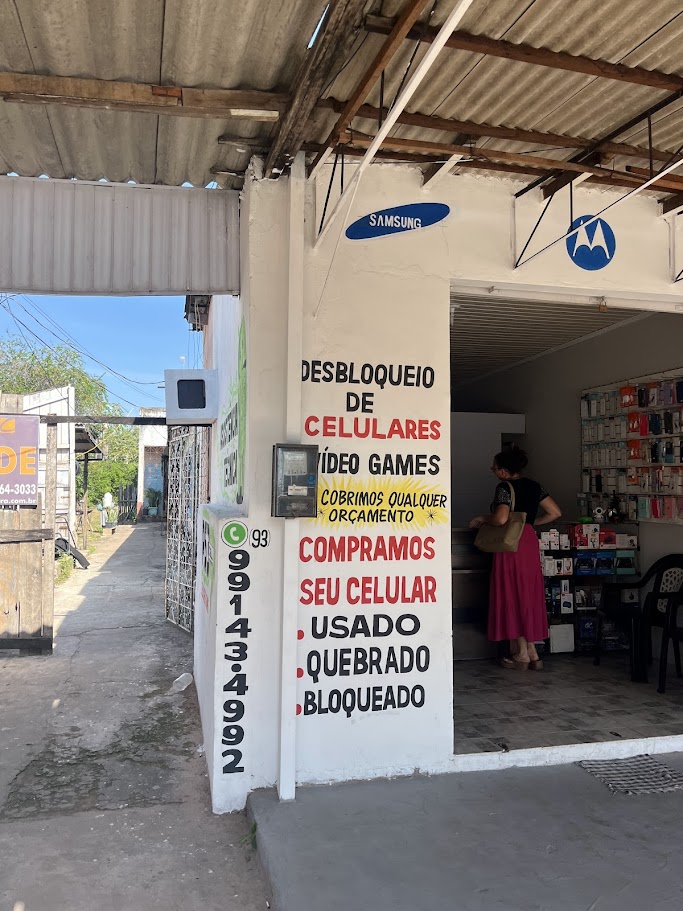 SAMSUNG
DESBLOQUEIO
DE
CELULARES
VÍDEO GAMES
COBRIMOS QUALQUER
ORÇAMENTO
COMPRAMOS
SEU CELULAR
. USADO
. QUEBRADO
. BLOQUEADO
93
99143.4992
DE
64-3033